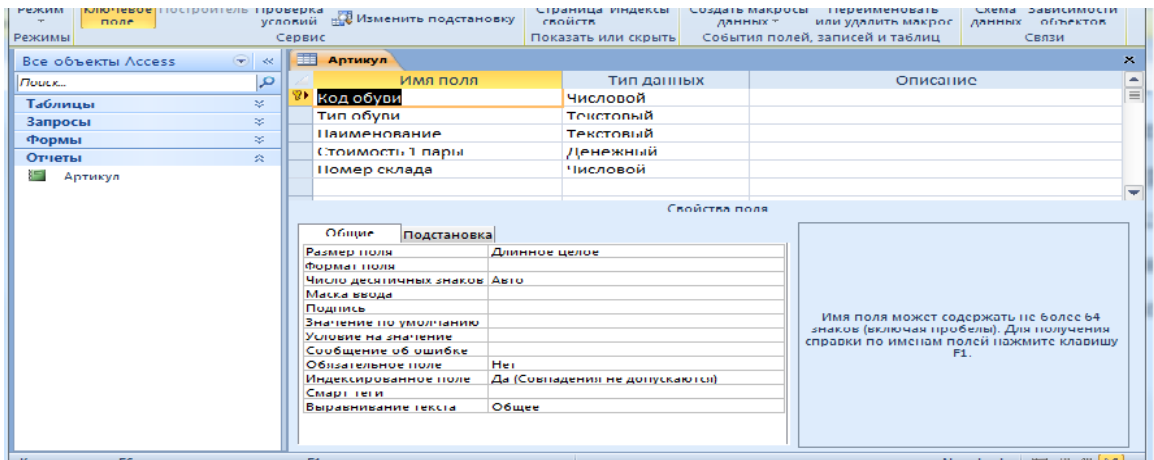 Режим Ключевое поле Построитель Проверка условий Изменить подстановку Страница свойств Индексы Создать макросы данных Переименовать или удалить макрос Схема данных Зависимости объектов
Режимы Сервис Показать или скрыть События полей, записей и таблиц Связи
Все объекты Access
Поиск...
Таблицы
Запросы
Формы
Отчеты
Артикул
Артикул
Имя поля Тип данных Описание
Код обуви Числовой
Тип обуви Текстовый
Наименование Текстовый
Стоимость 1 пары Денежный
Номер склада Числовой
Свойства поля
Общие Подстановка
Размер поля Длинное целое
Формат поля
Число десятичных знаков Авто
Маска ввода
Подпись
Значение по умолчанию
Условие на значение
Сообщение об ошибке
Обязательное поле Нет
Индексированное поле Да (Совпадения не допускаются)
Смарт-теги
Выравнивание текста Общее
Имя поля может содержать не более 64
знаков (включая пробелы). Для получения
справки по именам полей нажмите клавишу
F1.